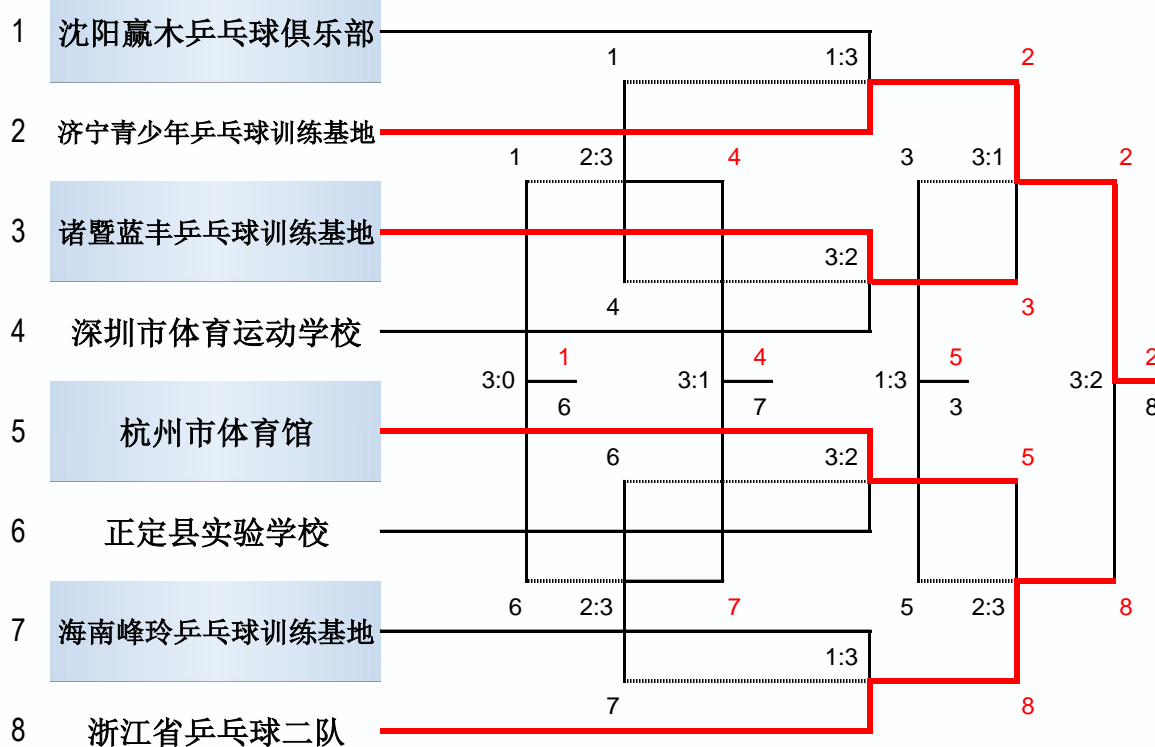 1 沈阳赢木乒乓球俱乐部
1 1:3 2
2 济宁青少年乒乓球训练基地
1 2:3 4 3 3:1 2
3 诸暨蓝丰乒乓球训练基地
3:2
4 3
4 深圳市体育运动学校
1 4 5 2
3:0 3:1 1:3 3:2
6 7 3 8
5 杭州市体育馆
6 3:2 5
6 正定县实验学校
6 2:3 7 5 2:3 8
7 海南峰玲乒乓球训练基地
1:3
7 8
8 浙江省乒乓球二队